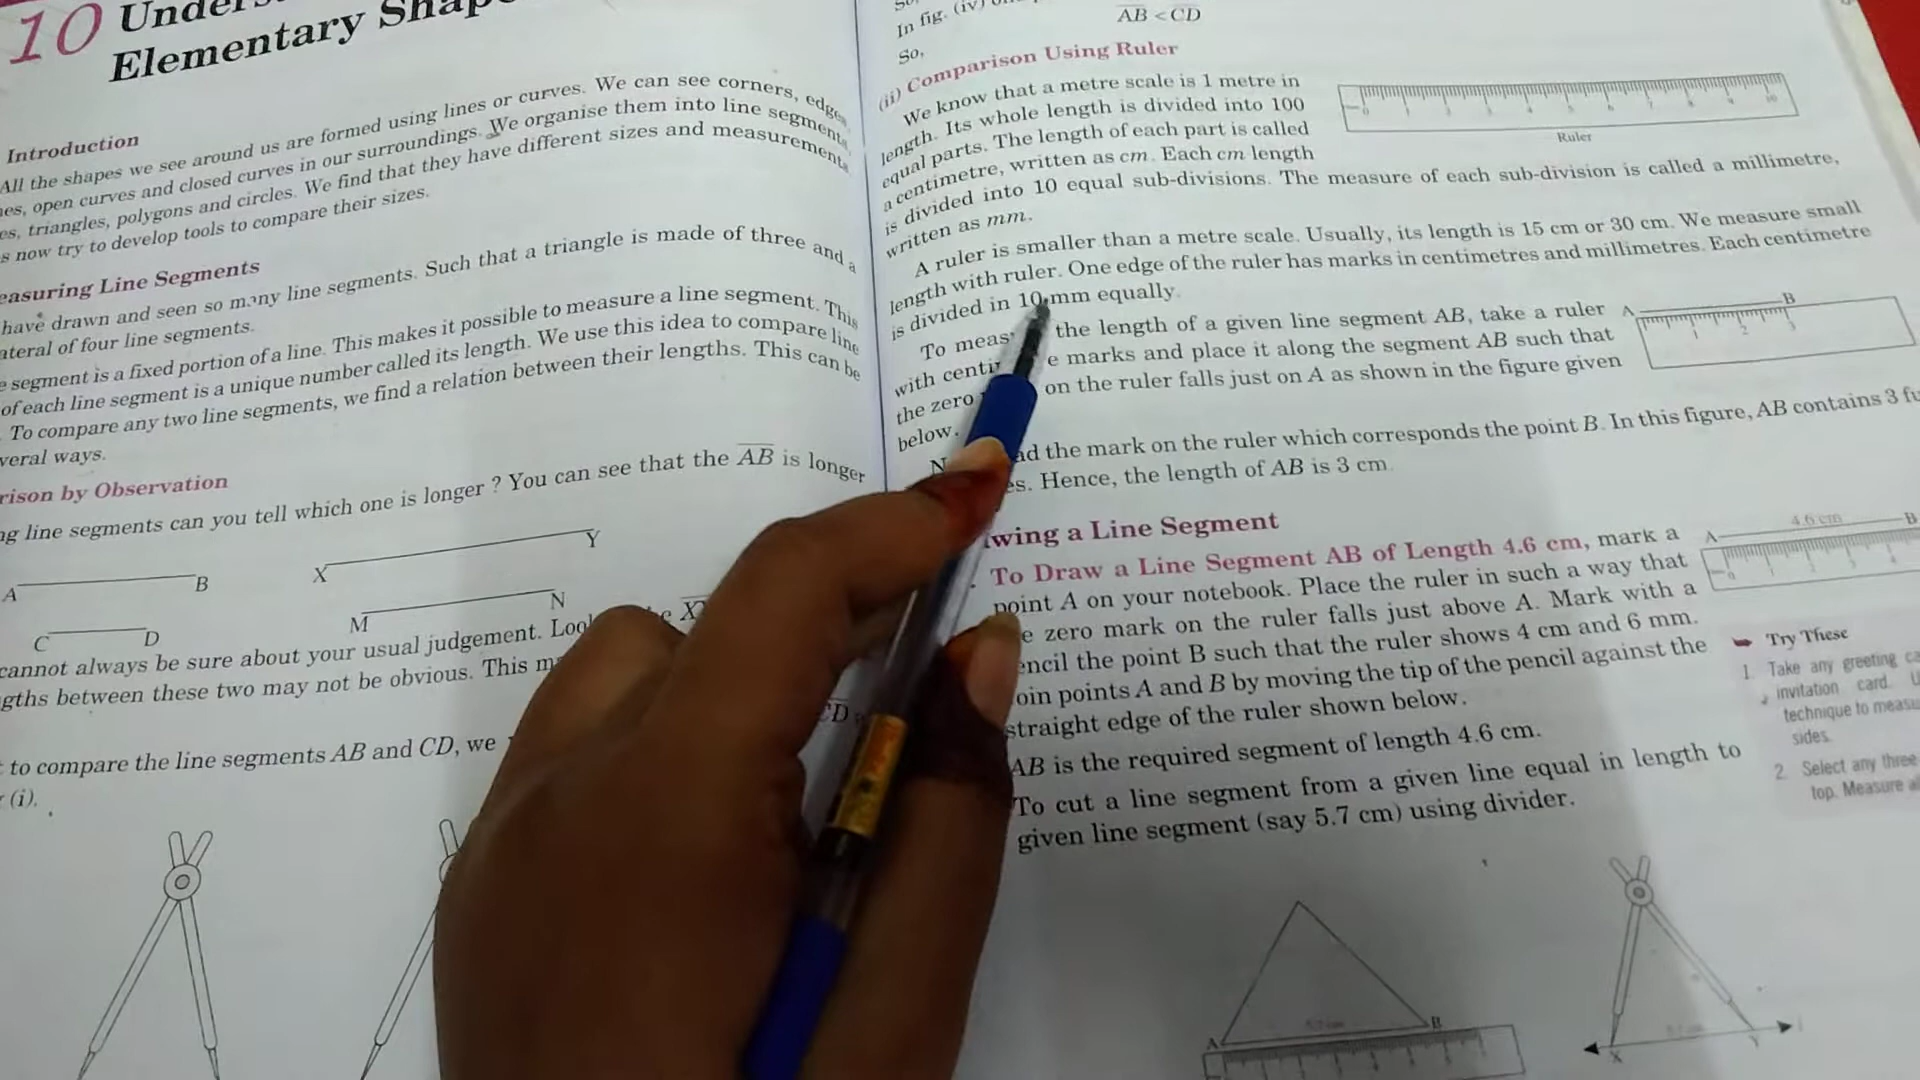 10
Elementary
Introduction
All the shapes we see around us are formed using lines or curves. We can see corners, edges,
open curves and closed curves in our surroundings. We organise them into line segments,
triangles, polygons and circles. We find that they have different sizes and measurements.
now try to develop tools to compare their sizes.
Line Segments
have drawn and seen so many line segments. Such that a triangle is made of three and a
of four line segments.
segment is a fixed portion of a line. This makes it possible to measure a line segment. This
of each line segment is a unique number called its length. We use this idea to compare line
To compare any two line segments, we find a relation between their lengths. This can be
ways.
by Observation
line segments can you tell which one is longer ? You can see that the AB is longer
A B
X Y
C D
M N
cannot always be sure about your usual judgement.
between these two may not be obvious. This
to compare the line segments AB and CD, we
(i).
CD
AB < CD
In fig. (iv)
So,
(ii) Comparison Using Ruler
We know that a metre scale is 1 metre in
length. Its whole length is divided into 100
equal parts. The length of each part is called
a centimetre, written as cm. Each cm length
is divided into 10 equal sub-divisions. The measure of each sub-division is called a millimetre,
written as mm.
0 1 2 3 4 5 6 7 8 9 10
Ruler
A ruler is smaller than a metre scale. Usually, its length is 15 cm or 30 cm. We measure small
length with ruler. One edge of the ruler has marks in centimetres and millimetres. Each centimetre
is divided in 10 mm equally.
To the length of a given line segment AB, take a ruler
with marks and place it along the segment AB such that
the zero on the ruler falls just on A as shown in the figure given
below.
A B
1 2 3
the mark on the ruler which corresponds the point B. In this figure, AB contains 3
Hence, the length of AB is 3 cm.
a Line Segment
To Draw a Line Segment AB of Length 4.6 cm, mark a
point A on your notebook. Place the ruler in such a way that
zero mark on the ruler falls just above A. Mark with a
the point B such that the ruler shows 4 cm and 6 mm.
points A and B by moving the tip of the pencil against the
straight edge of the ruler shown below.
AB is the required segment of length 4.6 cm.
To cut a line segment from a given line equal in length to
given line segment (say 5.7 cm) using divider.
A 4.6 cm B
Try These
1. Take any greeting
invitation card.
technique to
sides.
2. Select any three
top. Measure
A B
X Y